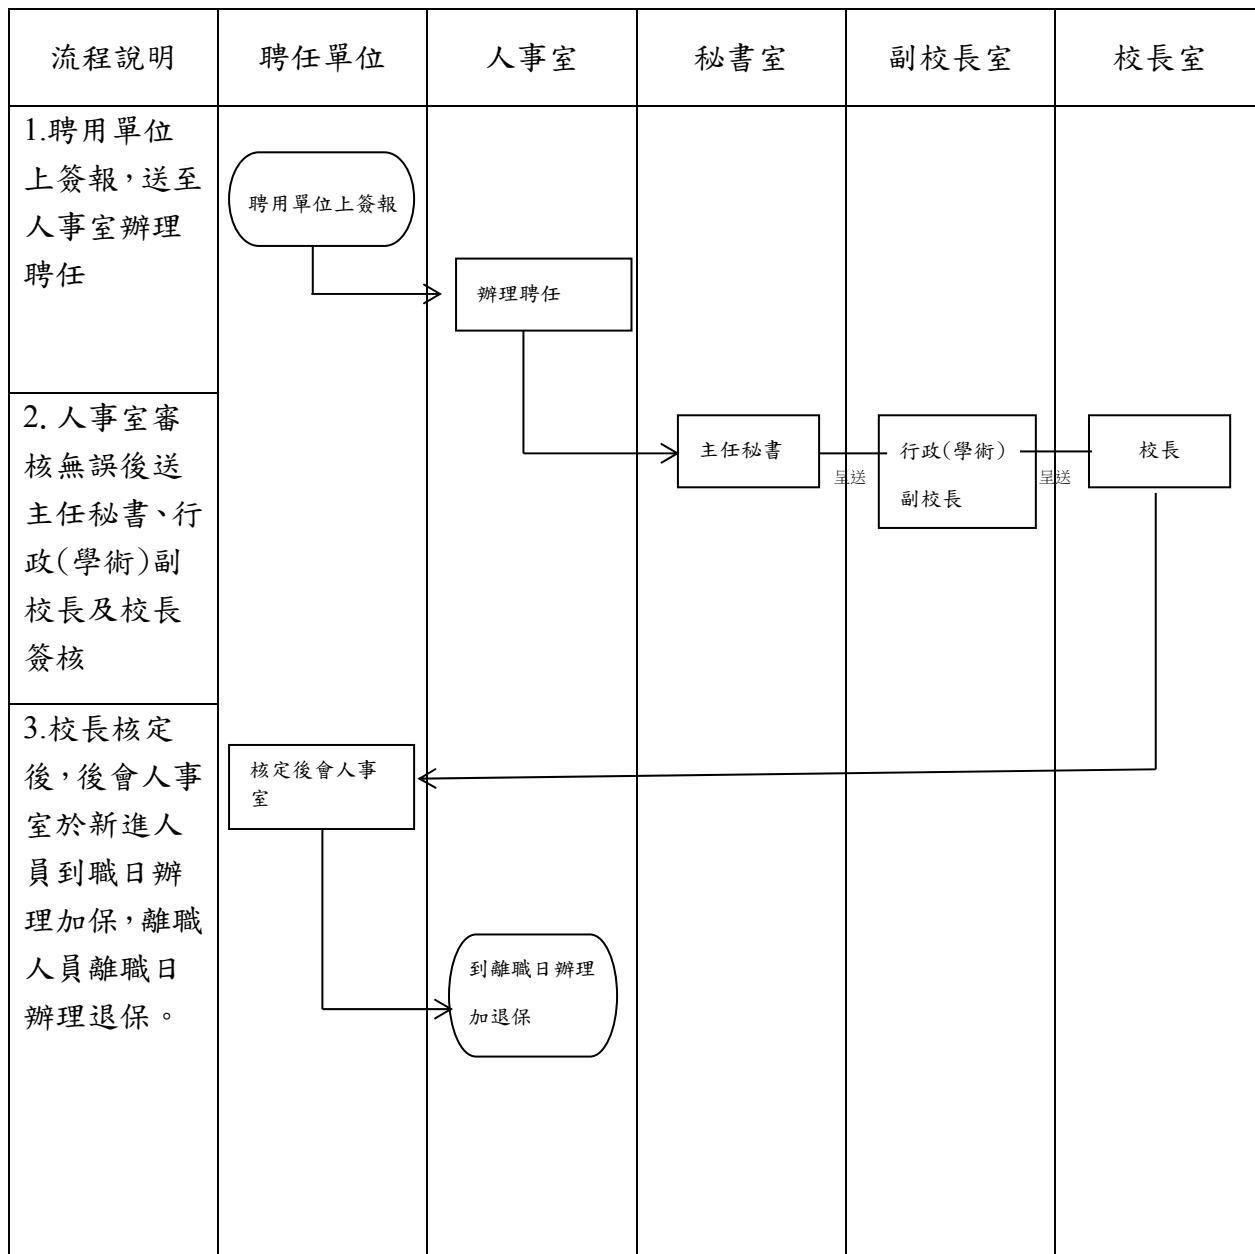 流程說明 聘任單位 人事室 秘書室 副校長室 校長室
1.聘用單位
上簽報，送至
人事室辦理
聘任
聘用單位上簽報
辦理聘任
2. 人事室審
核無誤後送
主任秘書、行
政(學術)副
校長及校長
簽核
主任秘書
呈送
行政(學術)
副校長
呈送
校長
3.校長核定
後，後會人事
室於新進人
員到職日辦
理加保，離職
人員離職日
辦理退保。
核定後會人事
室
到離職日辦理
加退保